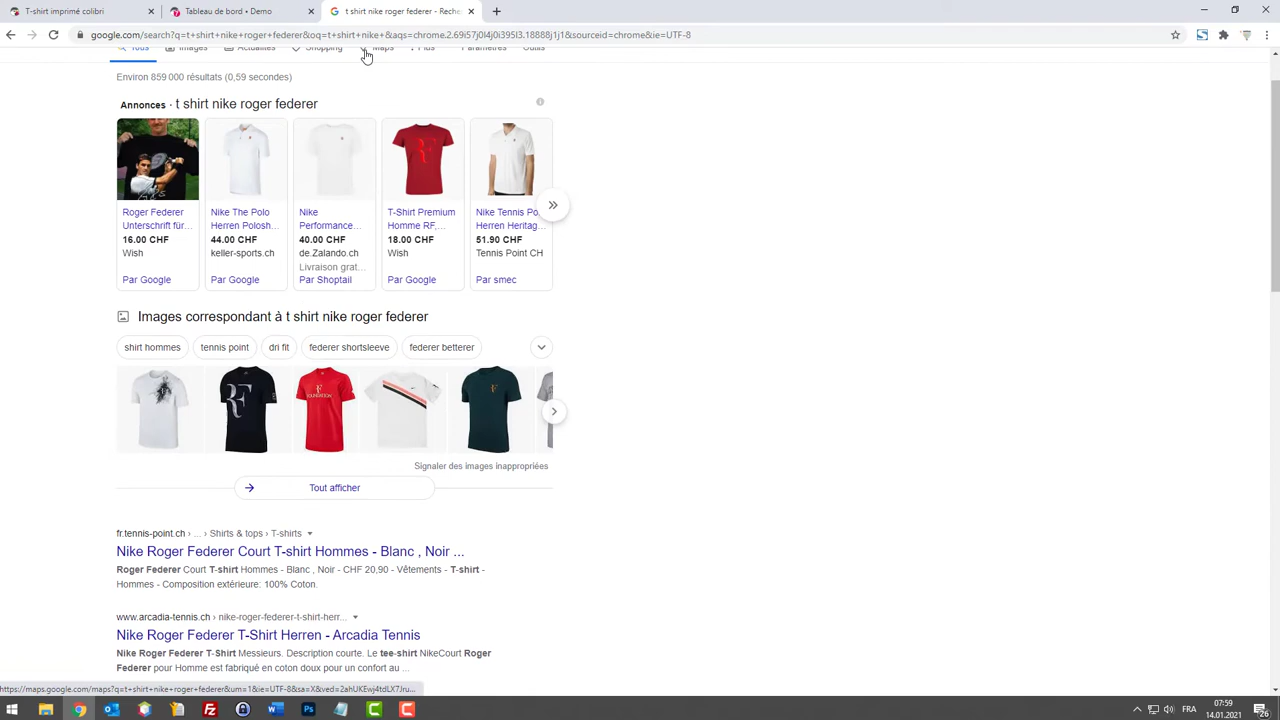 T-shirt imprimé colibri
Tableau de bord • Demo
t shirt nike roger federer - Reche
google.com/search?q=t+shirt+nike+roger+federer&oq=t+shirt+nike+&aqs=chrome.2.69i57j0l4j0i395l3.18888j1j1&sourceid=chrome&ie=UTF-8
Tous Images Actualités Shopping Maps Plus Paramètres Outils
Environ 859 000 résultats (0,59 secondes)
Annonces · t shirt nike roger federer
Roger Federer
Unterschrift für...
16.00 CHF
Wish
Par Google
Nike The Polo
Herren Polosh...
44.00 CHF
keller-sports.ch
Par Google
Nike
Performance...
40.00 CHF
de.Zalando.ch
Livraison grat...
Par Shoptail
T-Shirt Premium
Homme RF,...
18.00 CHF
Wish
Par Google
Nike Tennis Po
Herren Heritag...
51.90 CHF
Tennis Point CH
Par smec
Images correspondant à t shirt nike roger federer
shirt hommes
tennis point
dri fit
federer shortsleeve
federer betterer
Signaler des images inappropriées
Tout afficher
fr.tennis-point.ch › ... › Shirts & tops › T-shirts
Nike Roger Federer Court T-shirt Hommes - Blanc , Noir ...
Roger Federer Court T-shirt Hommes - Blanc , Noir - CHF 20,90 - Vêtements - T-shirt -
Hommes - Composition extérieure: 100% Coton.
www.arcadia-tennis.ch › nike-roger-federer-t-shirt-herr...
Nike Roger Federer T-Shirt Herren - Arcadia Tennis
Nike Roger Federer T-Shirt Messieurs. Description courte. Le tee-shirt NikeCourt Roger
Federer pour Homme est fabriqué en coton doux pour un confort au ...
https://maps.google.com/maps?q=t+shirt+nike+roger+federer&um=1&ie=UTF-8&sa=X&ved=2ahUKEwj4tdLX7Jru...
FRA
07:59
14.01.2021
26